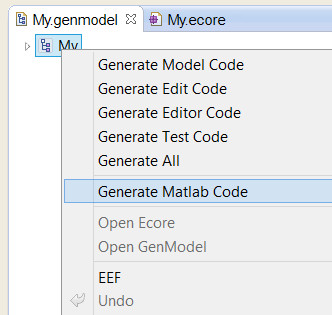 My.genmodel My.ecore
My
Generate Model Code
Generate Edit Code
Generate Editor Code
Generate Test Code
Generate All
Generate Matlab Code
Open Ecore
Open GenModel
EEF
Undo